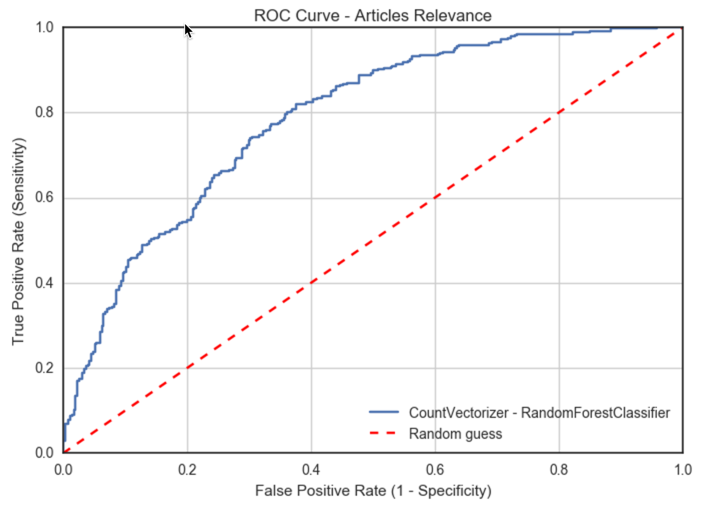 ROC Curve - Articles Relevance
True Positive Rate (Sensitivity)
1.0
0.8
0.6
0.4
0.2
0.0
0.0 0.2 0.4 0.6 0.8 1.0
False Positive Rate (1 - Specificity)
CountVectorizer - RandomForestClassifier
Random guess